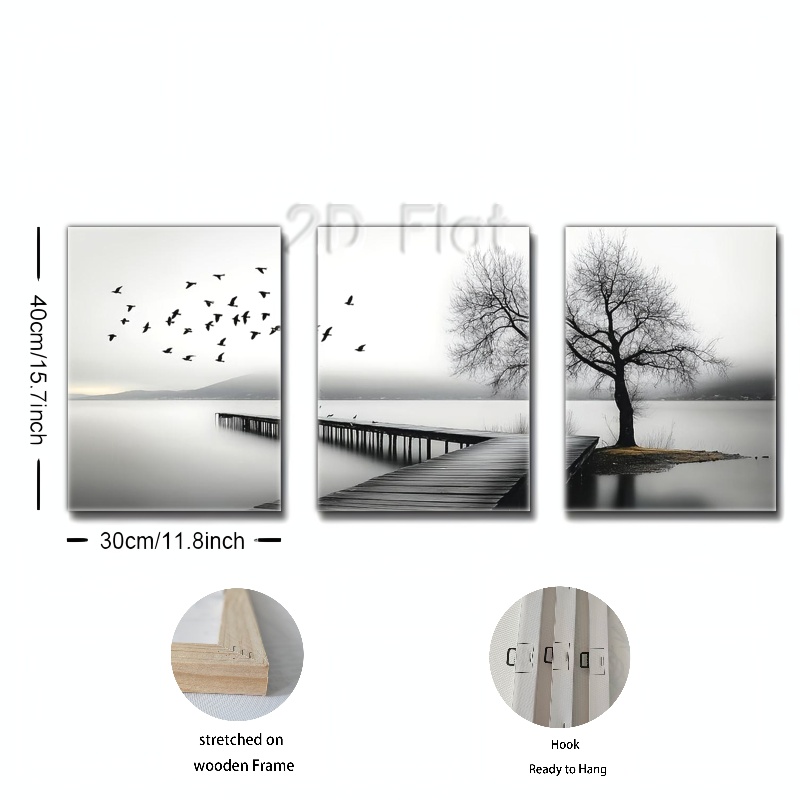 2D Flat
40cm/15.7inch
30cm/11.8inch
stretched on
wooden Frame
Hook
Ready to Hang